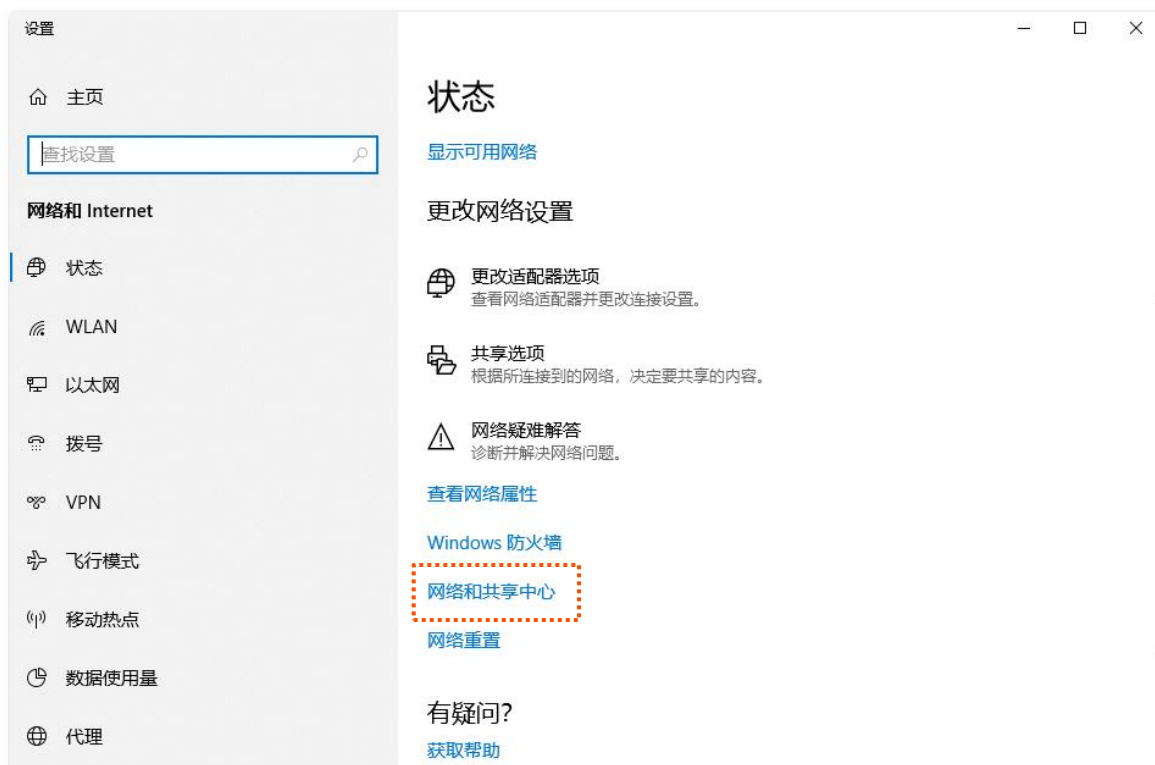 设置
主页
查找设置
网络和 Internet
状态
WLAN
以太网
拨号
VPN
飞行模式
移动热点
数据使用量
代理
状态
显示可用网络
更改网络设置
更改适配器选项
查看网络适配器并更改连接设置。
共享选项
根据所连接到的网络，决定要共享的内容。
网络疑难解答
诊断并解决网络问题。
查看网络属性
Windows 防火墙
网络和共享中心
网络重置
有疑问?
获取帮助